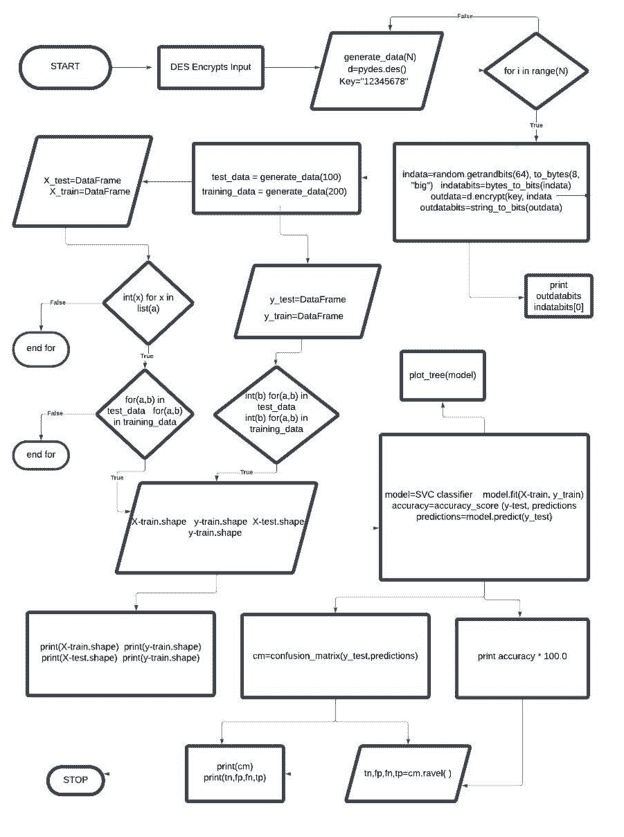 False
START
DES Encrypts Input
generate_data(N)
d=pydes.des()
Key="12345678"
for i in range(N)
True
X_test=DataFrame
X_train=DataFrame
test_data = generate_data(100)
training_data = generate_data(200)
indata=random.getrandbits(64), to_bytes(8,
"big")   indatabits=bytes_to_bits(indata)
outdata=d.encrypt(key, indata
outdatabits=string_to_bits(outdata)
int(x) for x in
list(a)
False
end for
True
y_test=DataFrame
y_train=DataFrame
print
outdatabits
indatabits[0]
for(a,b) in
test_data   for(a,b)
in training_data
False
end for
True
int(b) for(a,b) in
test_data
int(b) for(a,b) in
training_data
True
plot_tree(model)
X-train.shape   y-train.shape  X-test.shape
y-train.shape
model=SVC classifier    model.fit(X-train, y_train)
accuracy=accuracy_score (y-test, predictions
predictions=model.predict(y_test)
print(X-train.shape)  print(y-train.shape)
print(X-test.shape)  print(y-train.shape)
cm=confusion_matrix(y_test,predictions)
print accuracy * 100.0
STOP
print(cm)
print(tn,fp,fn,tp)
tn,fp,fn,tp=cm.ravel( )